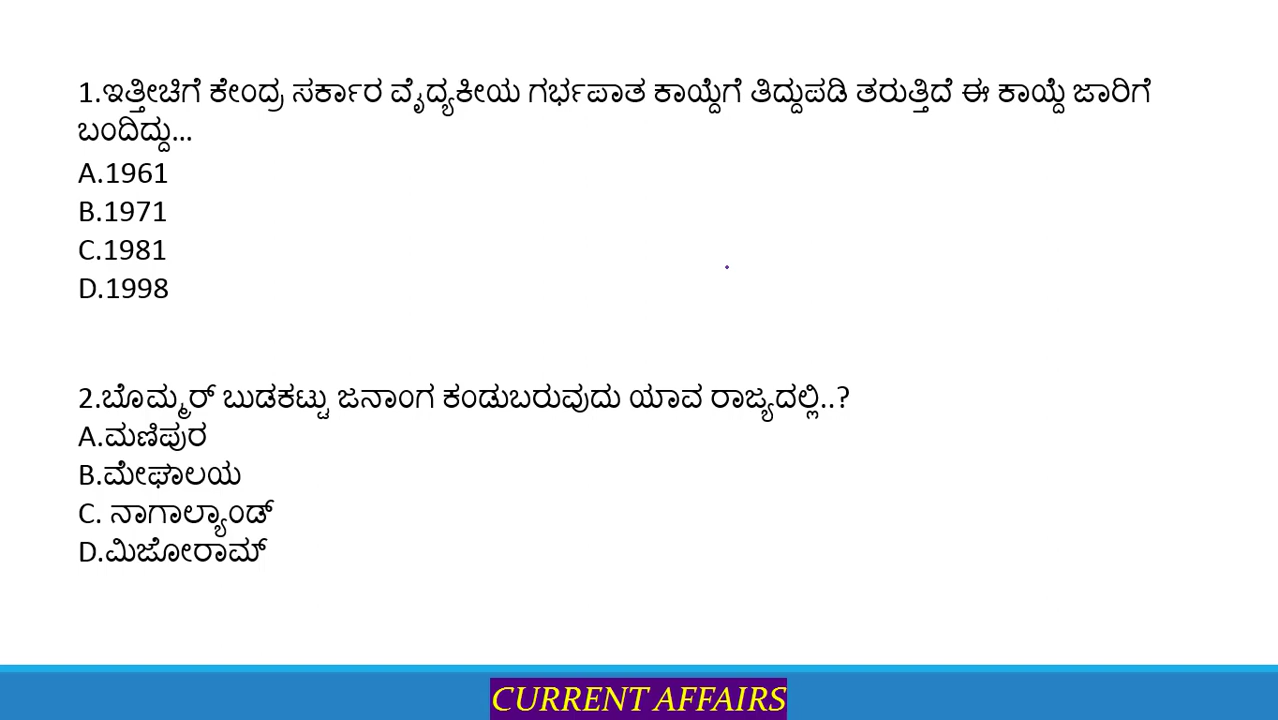 1.ಇತ್ತೀಚಿಗೆ ಕೇಂದ್ರ ಸರ್ಕಾರ ವೈದ್ಯಕೀಯ ಗರ್ಭಪಾತ ಕಾಯ್ದೆಗೆ ತಿದ್ದುಪಡಿ ತರುತ್ತಿದೆ ಈ ಕಾಯ್ದೆ ಜಾರಿಗೆ
ಬಂದಿದ್ದು...
A.1961
B.1971
C.1981
D.1998
2.ಬೊಮ್ಮರ್ ಬುಡಕಟ್ಟು ಜನಾಂಗ ಕಂಡುಬರುವುದು ಯಾವ ರಾಜ್ಯದಲ್ಲಿ..?
A.ಮಣಿಪುರ
B.ಮೇಘಾಲಯ
C. ನಾಗಾಲ್ಯಾಂಡ್
D.ಮಿಜೋರಾಮ್
CURRENT AFFAIRS